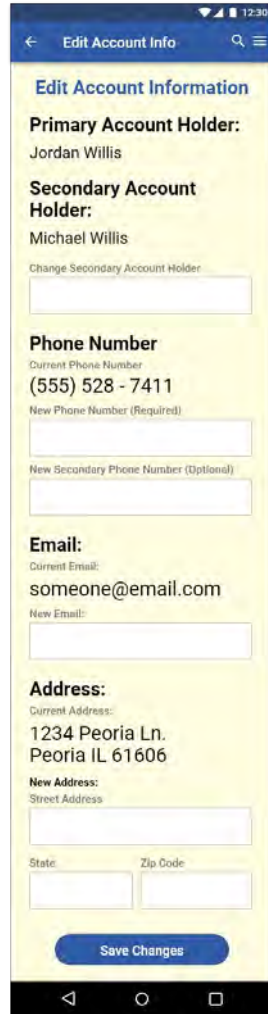 12:30
Edit Account Info
Edit Account Information
Primary Account Holder:
Jordan Willis
Secondary Account
Holder:
Michael Willis
Change Secondary Account Holder
Phone Number
Current Phone Number
(555) 528 - 7411
New Phone Number (Required)
New Secondary Phone Number (Optional)
Email:
Current Email:
someone@email.com
New Email:
Address:
Current Address:
1234 Peoria Ln.
Peoria IL 61606
New Address:
Street Address
State Zip Code
Save Changes